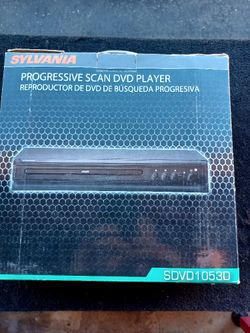 SYLVANIA
PROGRESSIVE SCAN DVD PLAYER
REPRODUCTOR DE DVD DE BÚSQUEDA PROGRESIVA
SDVD1053D